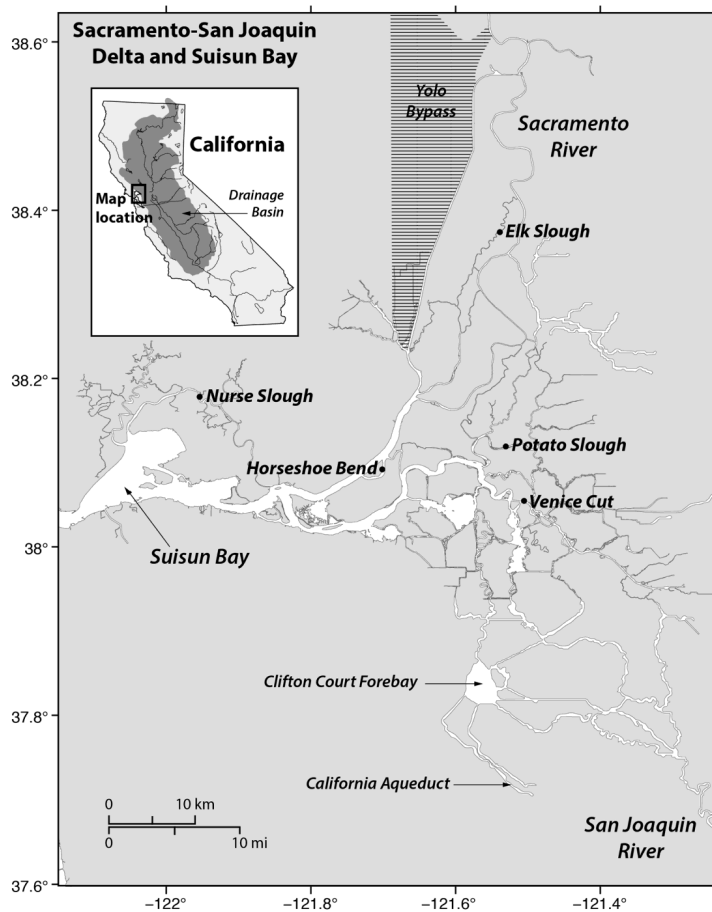 Sacramento-San Joaquin
Delta and Suisun Bay
California
Map
location
Drainage
Basin
Yolo
Bypass
Sacramento
River
Elk Slough
Nurse Slough
Potato Slough
Horseshoe Bend
Venice Cut
Suisun Bay
Clifton Court Forebay
California Aqueduct
San Joaquin
River
0 10 km
0 10 mi
38.6°
38.4°
38.2°
38°
37.8°
37.6°
−122° −121.8° −121.6° −121.4°